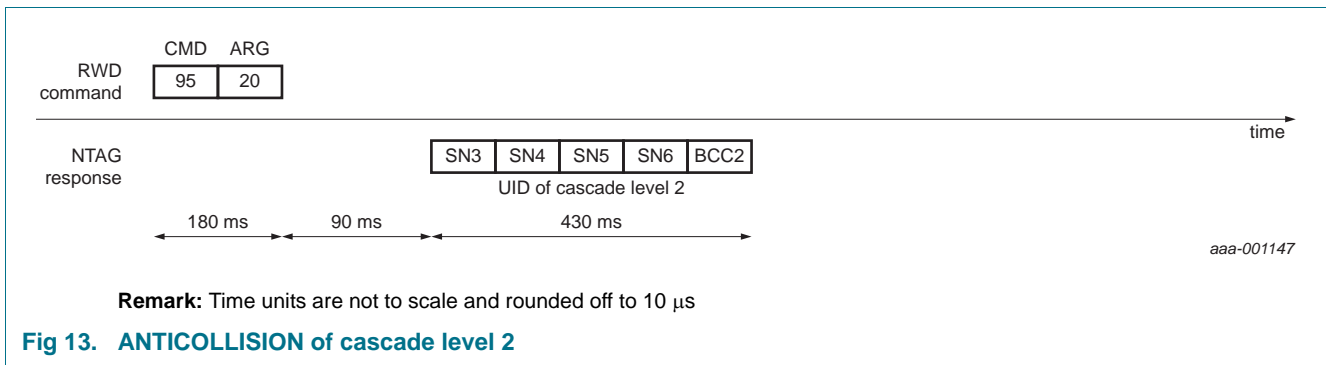 CMD ARG
RWD
command
95 20
time
NTAG
response
SN3 SN4 SN5 SN6 BCC2
UID of cascade level 2
180 ms 90 ms 430 ms
aaa-001147
Remark: Time units are not to scale and rounded off to 10 μs
Fig 13. ANTICOLLISION of cascade level 2